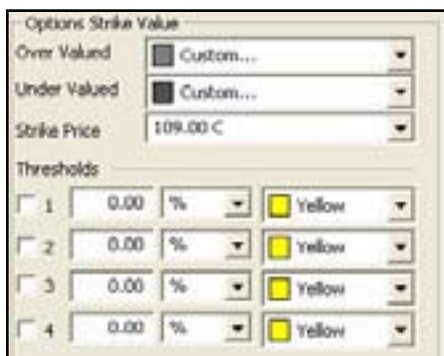 Options Strike Value
Over Valued Custom...
Under Valued Custom...
Strike Price 109.00 C
Thresholds
1 0.00 % Yellow
2 0.00 % Yellow
3 0.00 % Yellow
4 0.00 % Yellow